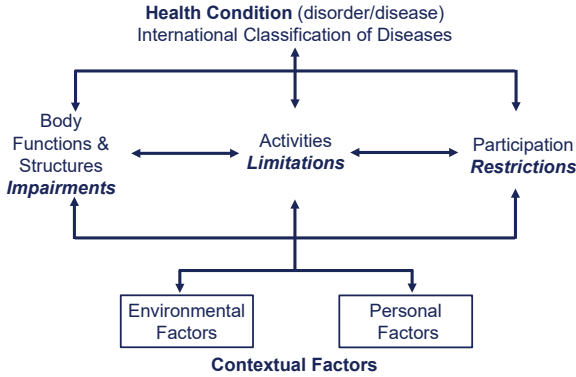 Health Condition (disorder/disease)
International Classification of Diseases
Body
Functions &
Structures
Impairments
Activities
Limitations
Participation
Restrictions
Environmental
Factors
Personal
Factors
Contextual Factors